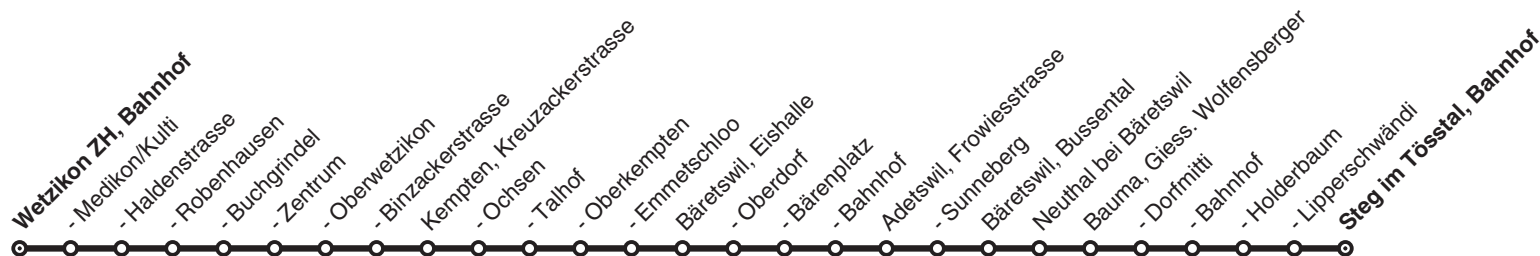 Wetzikon ZH, Bahnhof
- Medikon/Kulti
- Haldenstrasse
- Robenhausen
- Buchgrindel
- Zentrum
- Oberwetzikon
- Binzackerstrasse
Kempten, Kreuzackerstrasse
- Ochsen
- Talhof
- Oberkempten
- Emmetschloo
Bäretswil, Eishalle
- Oberdorf
- Bärenplatz
- Bahnhof
Adetswil, Frowiesstrasse
- Sunneberg
Bäretswil, Bussental
Neuthal bei Bäretswil
Bauma, Giess. Wolfensberger
- Dorfmitti
- Bahnhof
- Holderbaum
- Lipperschwändi
Steg im Tösstal, Bahnhof